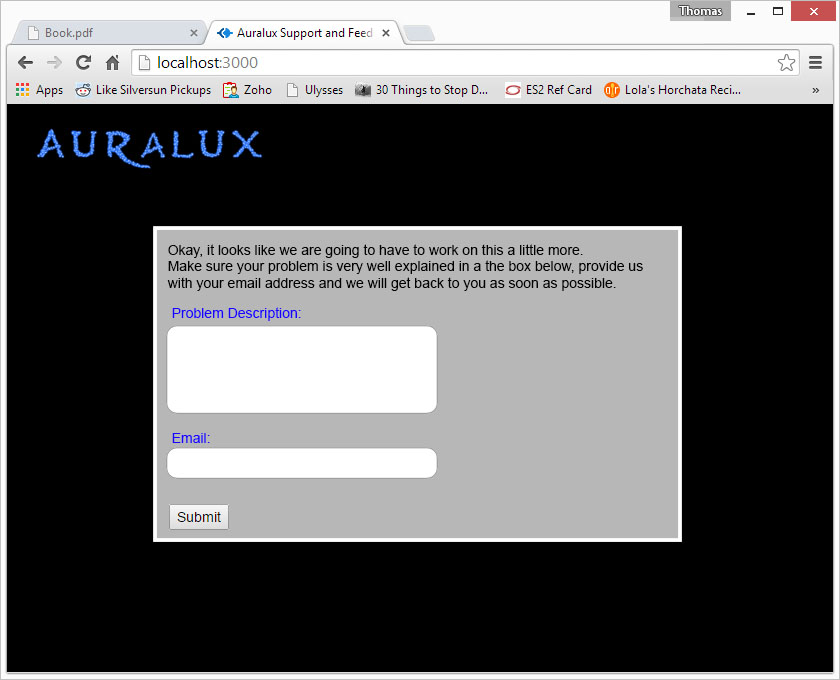 Thomas
Book.pdf
Auralux Support and Feed
localhost:3000
Apps Like Silversun Pickups Zoho Ulysses 30 Things to Stop D... ES2 Ref Card Lola's Horchata Reci... »
AURALUX
Okay, it looks like we are going to have to work on this a little more.
Make sure your problem is very well explained in a the box below, provide us
with your email address and we will get back to you as soon as possible.
Problem Description:
Email:
Submit